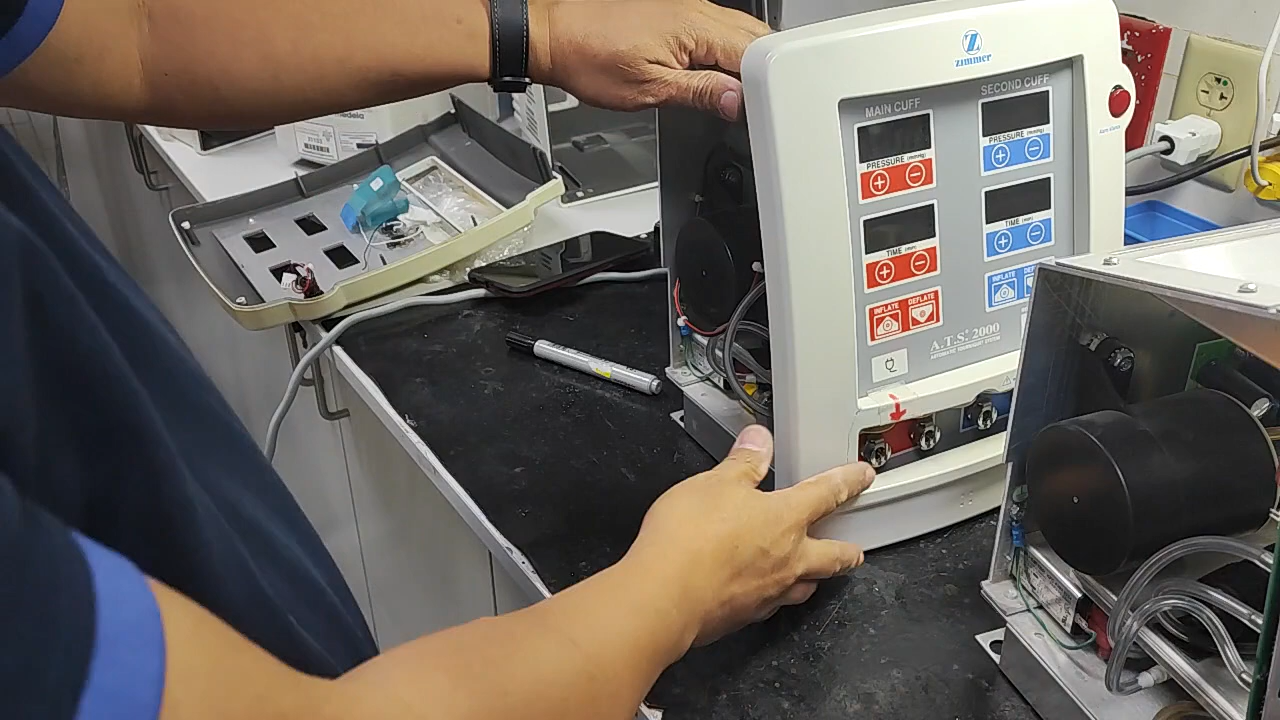 zimmer
MAIN CUFF
SECOND CUFF
PRESSURE (mmHg)
PRESSURE (mmHg)
TIME (min)
TIME (min)
INFLATE
DEFLATE
INFLATE
A.T.S.® 2000
AUTOMATIC TOURNIQUET SYSTEM